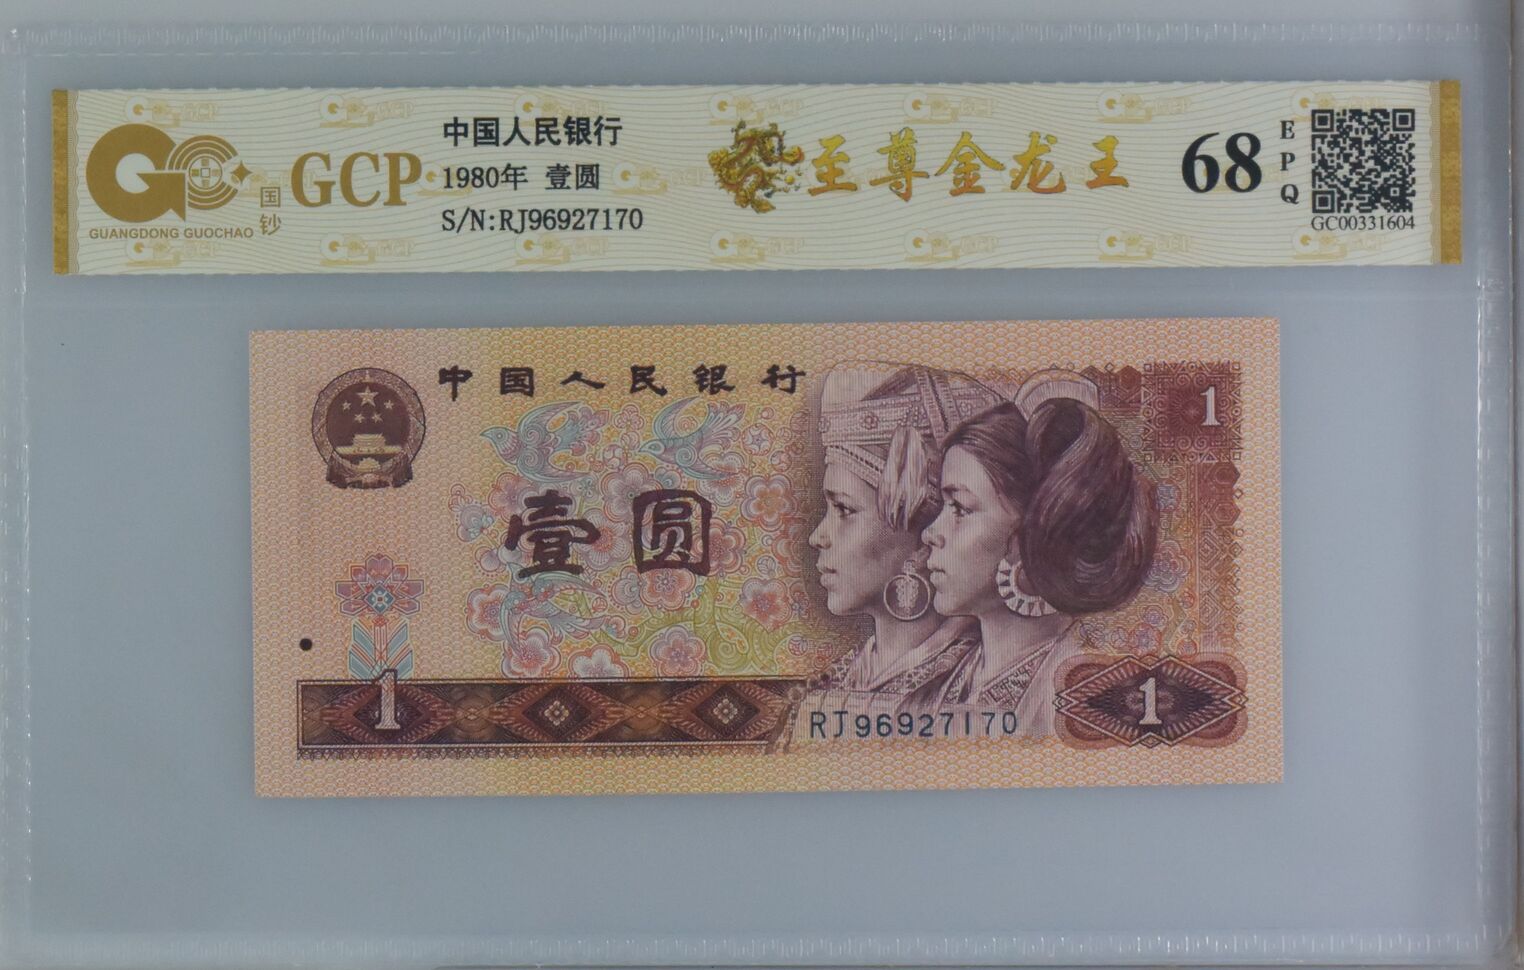 GUANGDONG GUOCHAO
国钞
GCP
中国人民银行
1980年 壹圆
S/N:RJ96927170
至尊金龙王
68
EPQ
GC00331604
中国人民银行
1
壹圆
1
RJ96927170
1